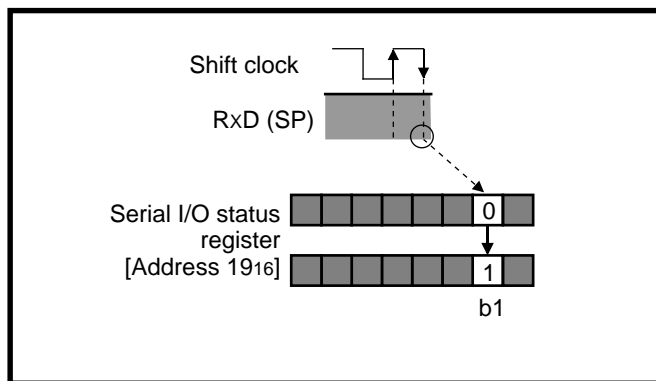 Shift clock
RxD (SP)
0
Serial I/O status
register
[Address 1916]
1
b1